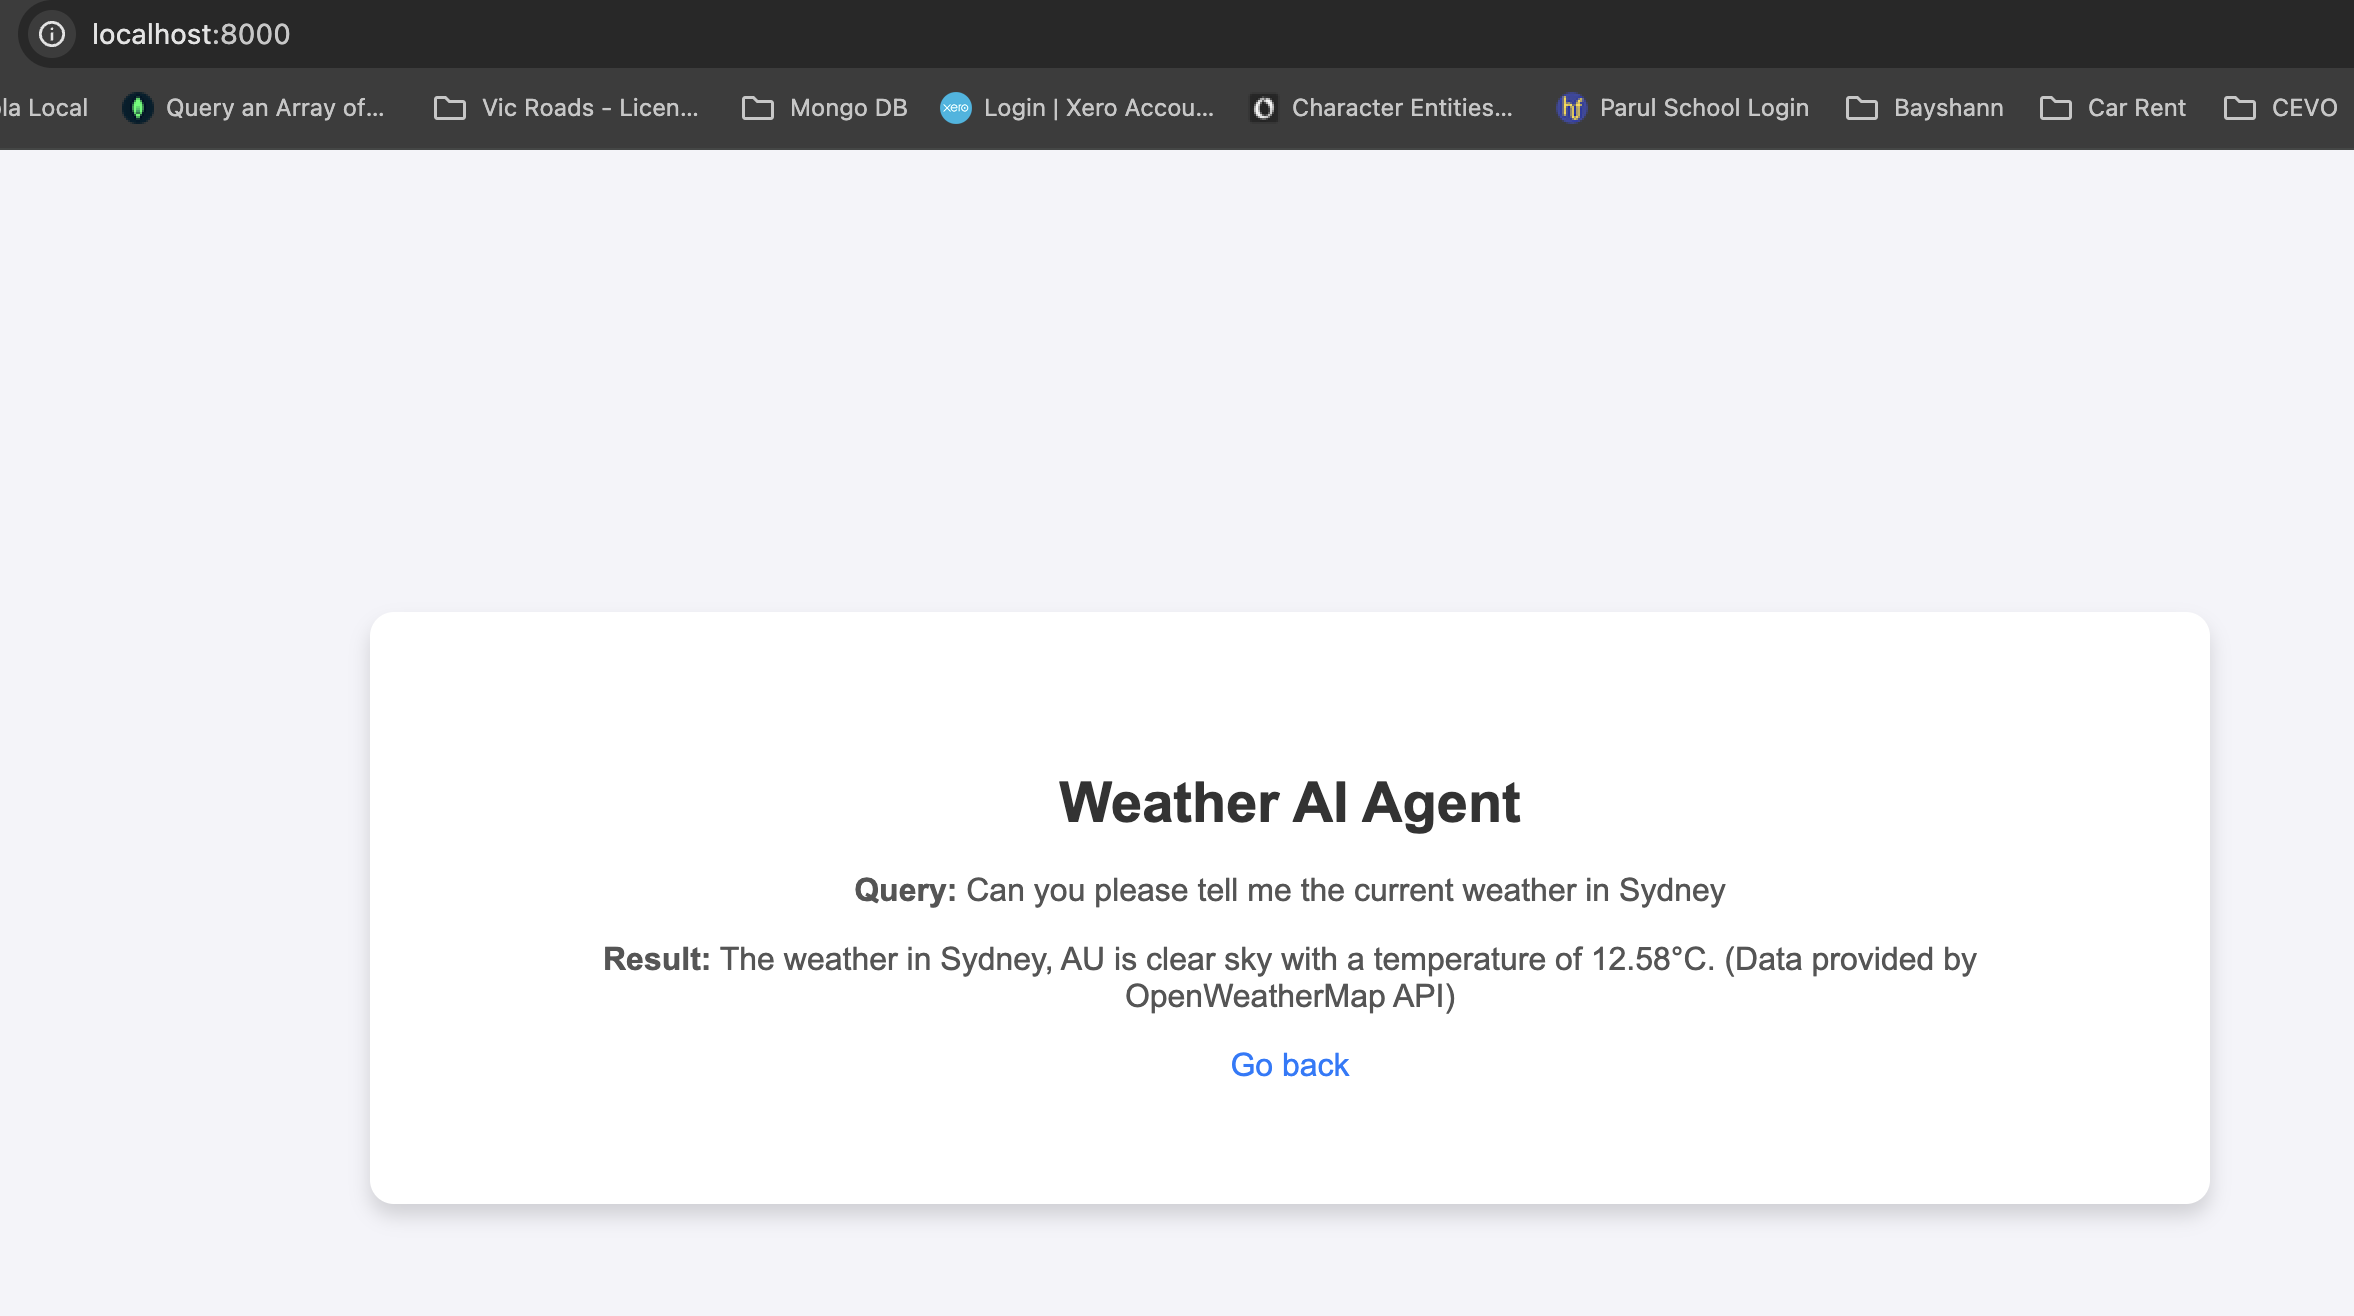 localhost:8000
la Local
Query an Array of...
Vic Roads - Licen...
Mongo DB
xero
Login | Xero Accou...
Character Entities...
hf
Parul School Login
Bayshann
Car Rent
CEVO
Weather AI Agent
Query: Can you please tell me the current weather in Sydney
Result: The weather in Sydney, AU is clear sky with a temperature of 12.58°C. (Data provided by
OpenWeatherMap API)
Go back